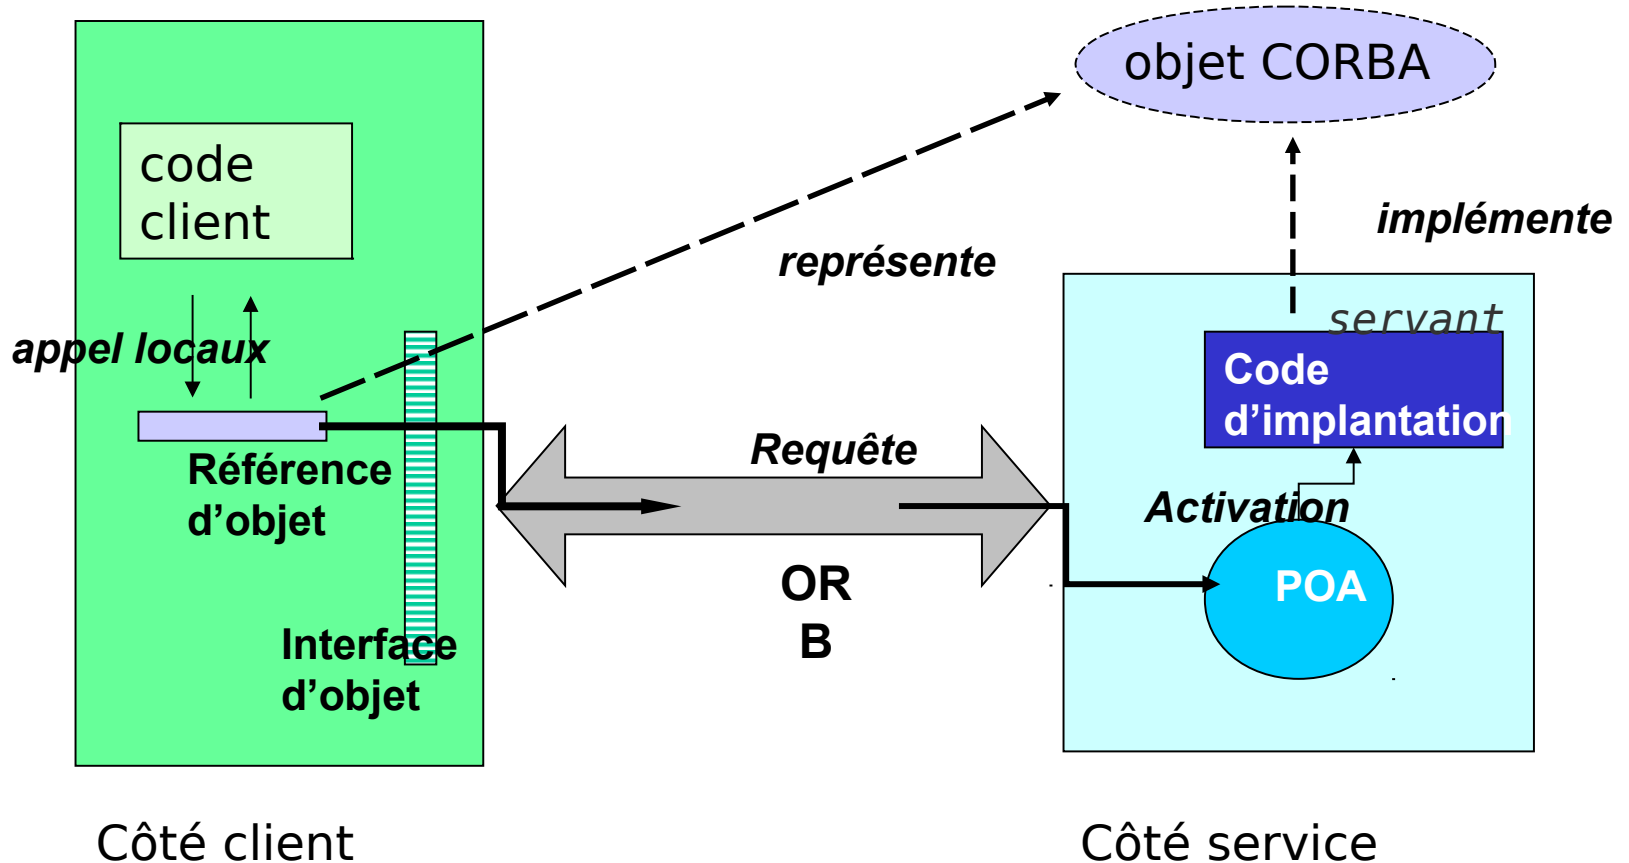 objet CORBA
code
client
implémente
représente
servant
appel locaux
Code
d’implantation
Requête
Référence
d’objet
Activation
OR
B
POA
Interface
d’objet
Côté client
Côté service